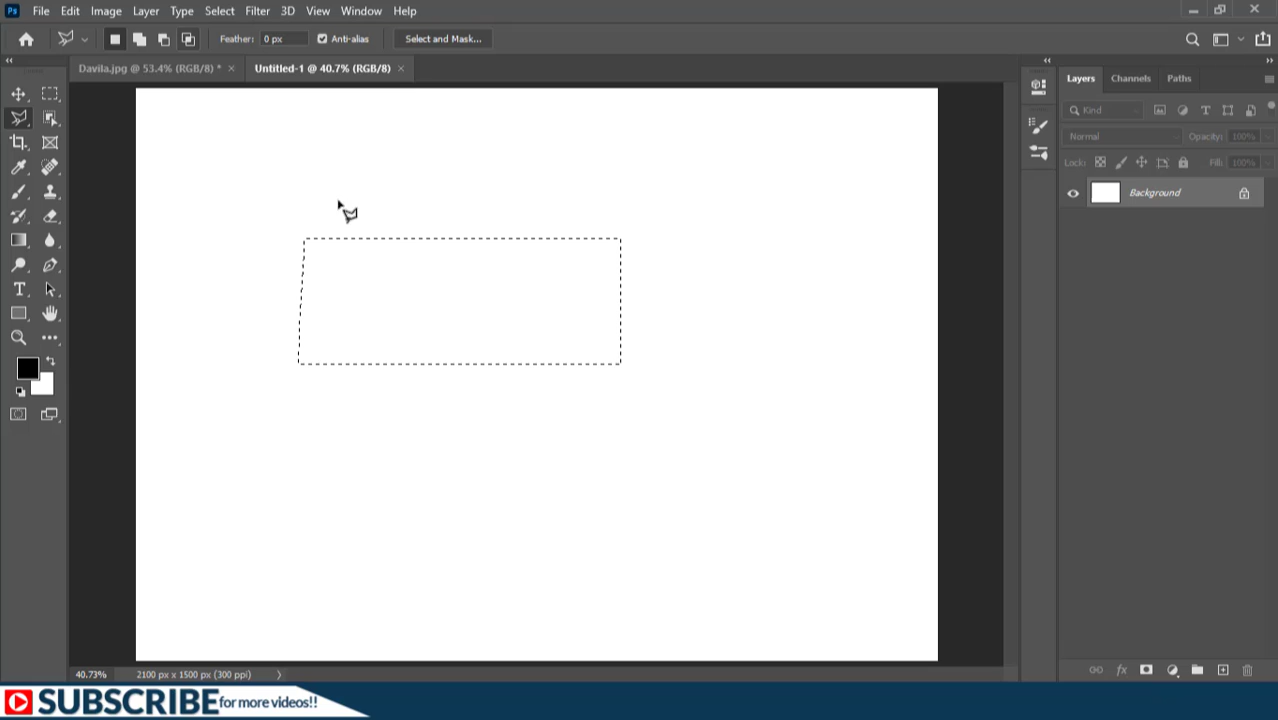 Ps File Edit Image Layer Type Select Filter 3D View Window Help
Feather: 0 px Anti-alias Select and Mask...
Davila.jpg @ 53.4% (RGB/8) * × Untitled-1 @ 40.7% (RGB/8) ×
Layers Channels Paths
Kind
Normal Opacity: 100%
Lock: Fill: 100%
Background
T
fx
40.73% 2100 px x 1500 px (300 ppi)
SUBSCRIBE for more videos!!